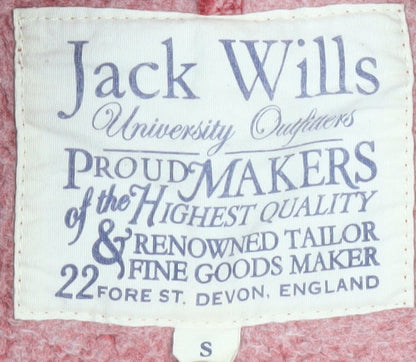 Jack Wills
University Outfitters
PROUD MAKERS
of the HIGHEST QUALITY
& RENOWNED TAILOR
FINE GOODS MAKER
22 FORE ST. DEVON, ENGLAND
S